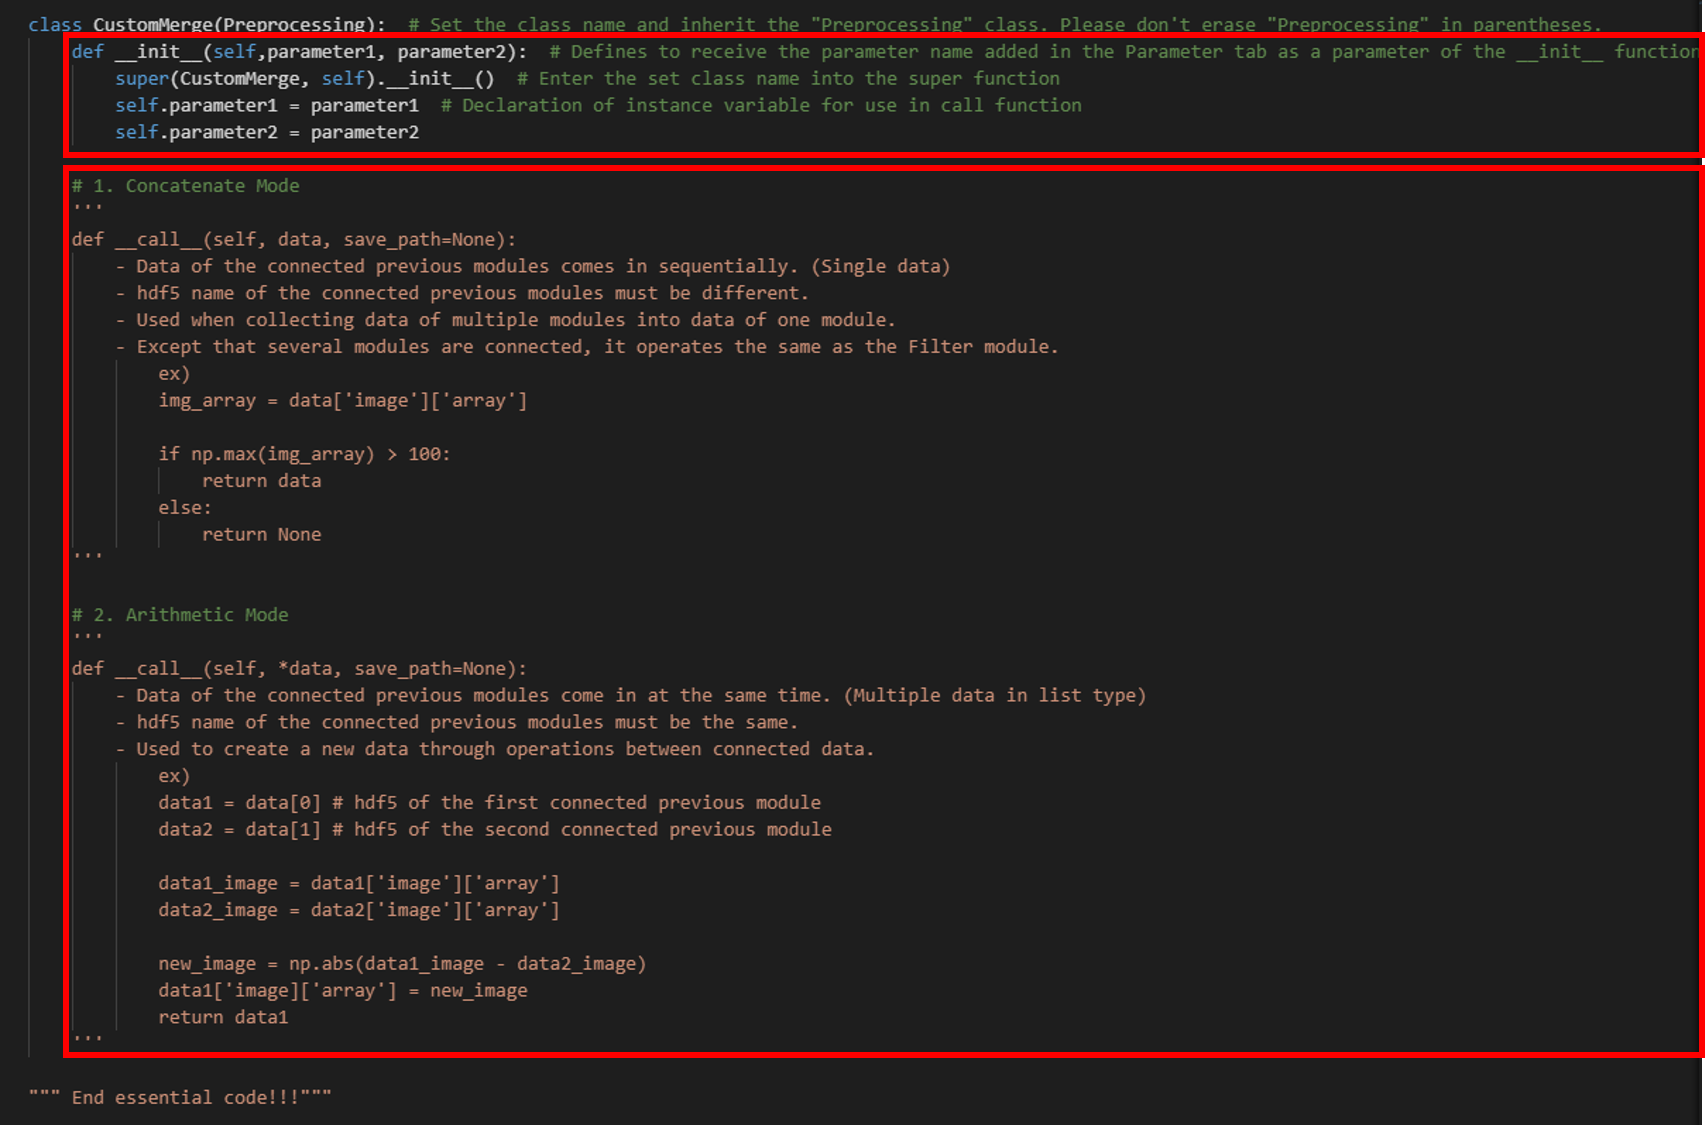 class CustomMerge(Preprocessing):  # Set the class name and inherit the "Preprocessing" class. Please don't erase "Preprocessing" in parentheses.
    def __init__(self,parameter1, parameter2):  # Defines to receive the parameter name added in the Parameter tab as a parameter of the __init__ function
        super(CustomMerge, self).__init__()  # Enter the set class name into the super function
        self.parameter1 = parameter1  # Declaration of instance variable for use in call function
        self.parameter2 = parameter2
    # 1. Concatenate Mode
    '''
    def __call__(self, data, save_path=None):
        - Data of the connected previous modules comes in sequentially. (Single data)
        - hdf5 name of the connected previous modules must be different.
        - Used when collecting data of multiple modules into data of one module.
        - Except that several modules are connected, it operates the same as the Filter module.
            ex)
            img_array = data['image']['array']
            if np.max(img_array) > 100:
                return data
            else:
                return None
    '''
    # 2. Arithmetic Mode
    '''
    def __call__(self, *data, save_path=None):
        - Data of the connected previous modules come in at the same time. (Multiple data in list type)
        - hdf5 name of the connected previous modules must be the same.
        - Used to create a new data through operations between connected data.
            ex)
            data1 = data[0] # hdf5 of the first connected previous module
            data2 = data[1] # hdf5 of the second connected previous module
            data1_image = data1['image']['array']
            data2_image = data2['image']['array']
            new_image = np.abs(data1_image - data2_image)
            data1['image]['array'] = new_image
            return data1
    '''
""" End essential code!!!"""